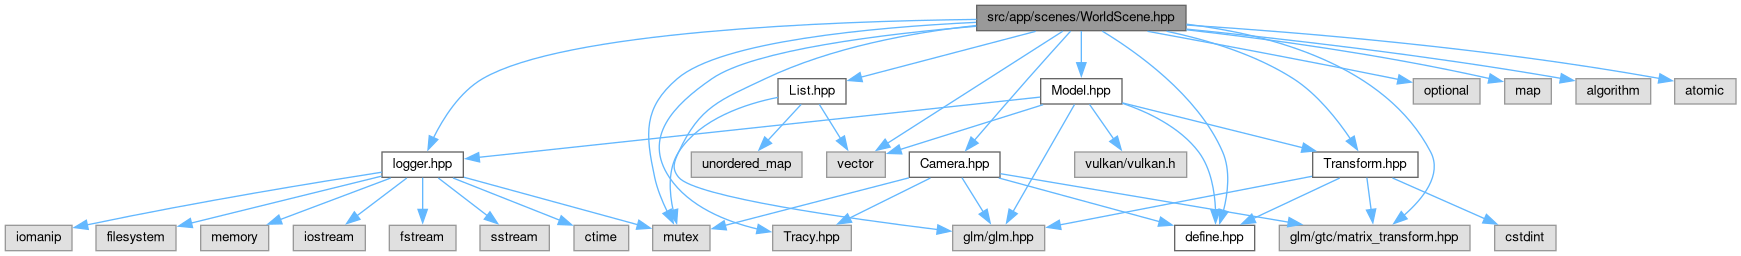 src/app/scenes/WorldScene.hpp
List.hpp
Model.hpp
optional
map
algorithm
atomic
logger.hpp
unordered_map
vector
Camera.hpp
vulkan/vulkan.h
Transform.hpp
iomanip
filesystem
memory
iostream
fstream
sstream
ctime
mutex
Tracy.hpp
glm/glm.hpp
define.hpp
glm/gtc/matrix_transform.hpp
cstdint